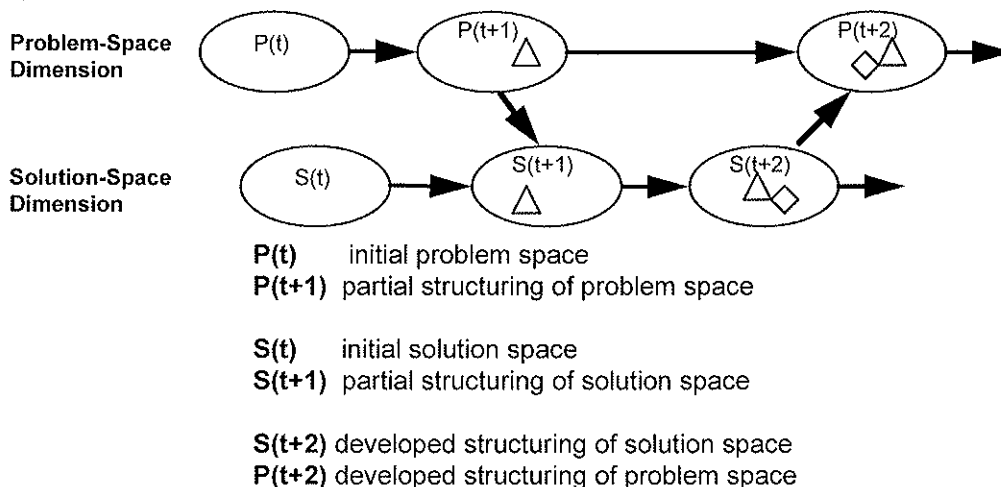 Problem-Space
Dimension
P(t)
P(t+1)
P(t+2)
Solution-Space
Dimension
S(t)
S(t+1)
S(t+2)
P(t) initial problem space
P(t+1) partial structuring of problem space
S(t) initial solution space
S(t+1) partial structuring of solution space
S(t+2) developed structuring of solution space
P(t+2) developed structuring of problem space